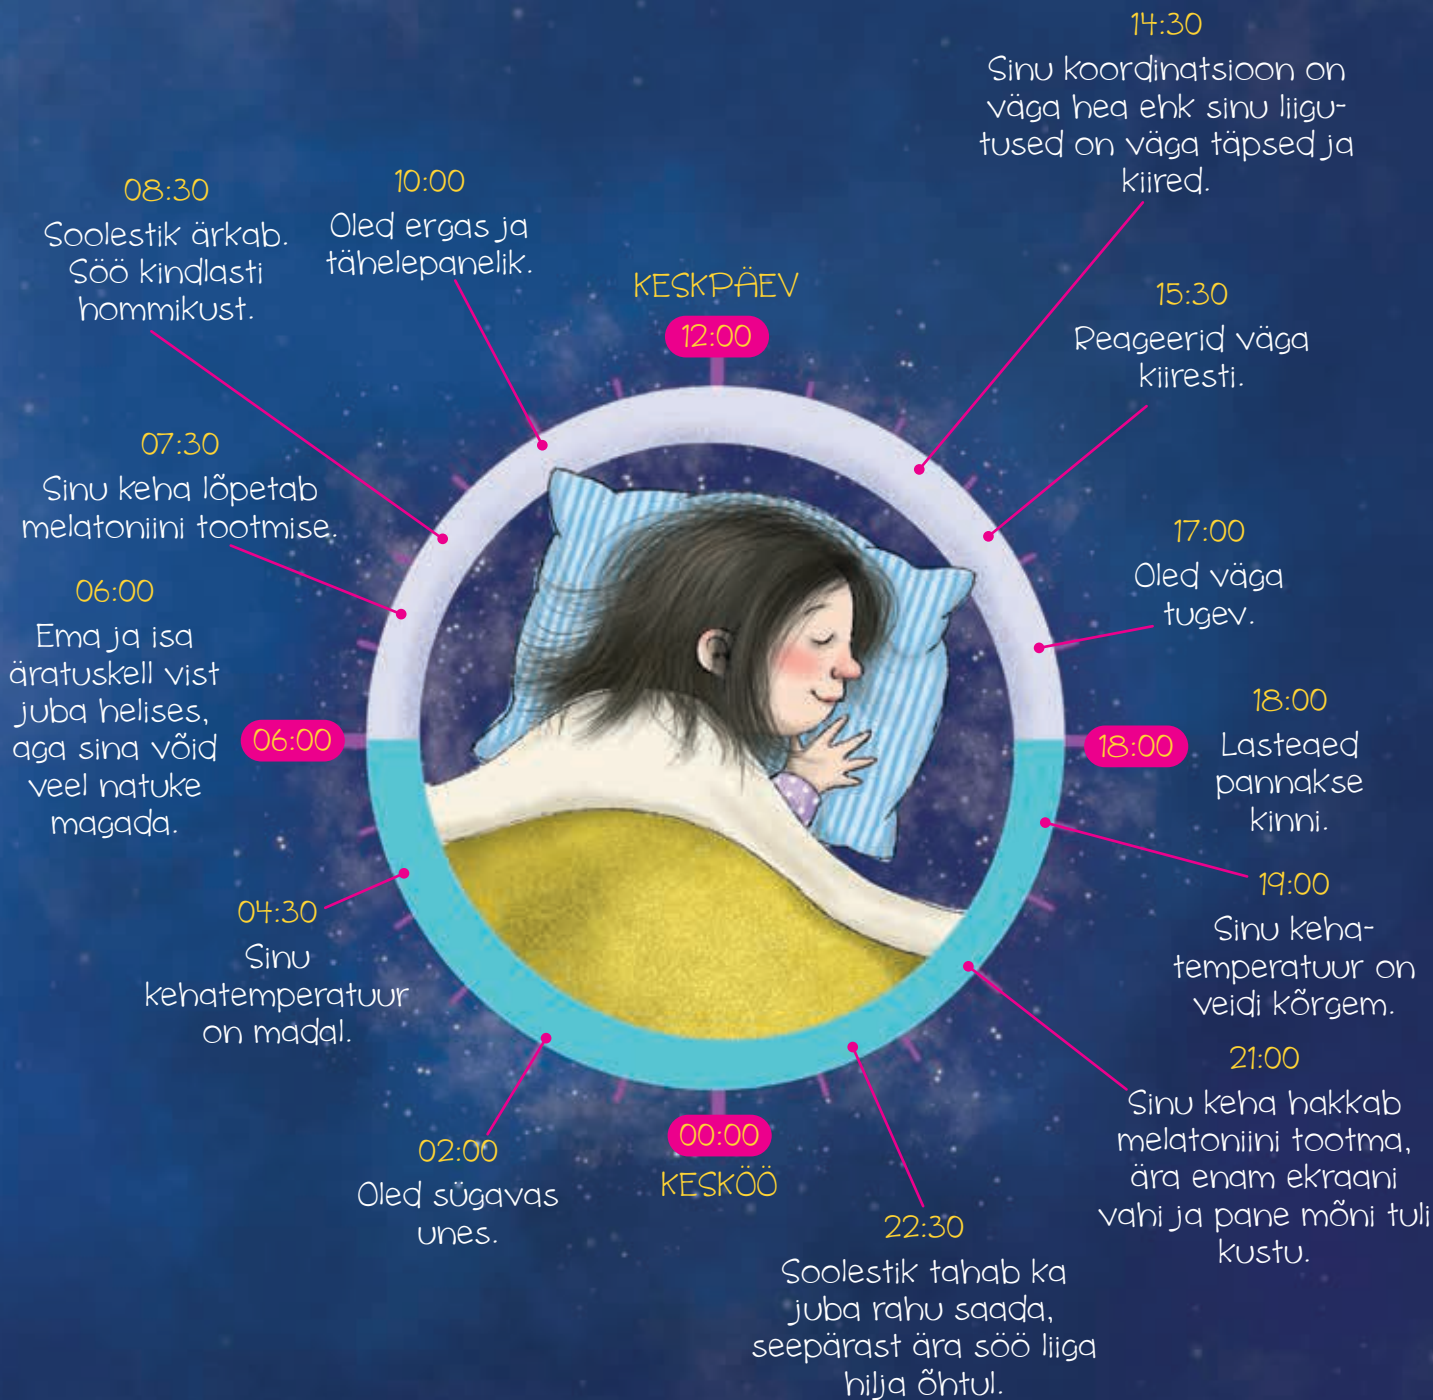 14:30
Sinu koordinatsioon on
väga hea ehk sinu liigu-
tused on väga täpsed ja
kiired.
08:30
Soolestik ärkab.
Söö kindlasti
hommikust.
10:00
Oled ergas ja
tähelepanelik.
KESKPÄEV
12:00
15:30
Reageerid väga
kiiresti.
07:30
Sinu keha lõpetab
melatoniini tootmise.
17:00
Oled väga
tugev.
06:00
Ema ja isa
äratuskell vist
juba helises,
aga sina võid
veel natuke
magada.
06:00
18:00
18:00
Lasteaed
pannakse
kinni.
04:30
Sinu
kehatemperatuur
on madal.
19:00
Sinu keha-
temperatuur on
veidi kõrgem.
02:00
Oled sügavas
unes.
00:00
KESKÖÖ
21:00
Sinu keha hakkab
melatoniini tootma,
ära enam ekraani
vahi ja pane mõni tuli
kustu.
22:30
Soolestik tahab ka
juba rahu saada,
seepärast ära söö liiga
hilja õhtul.